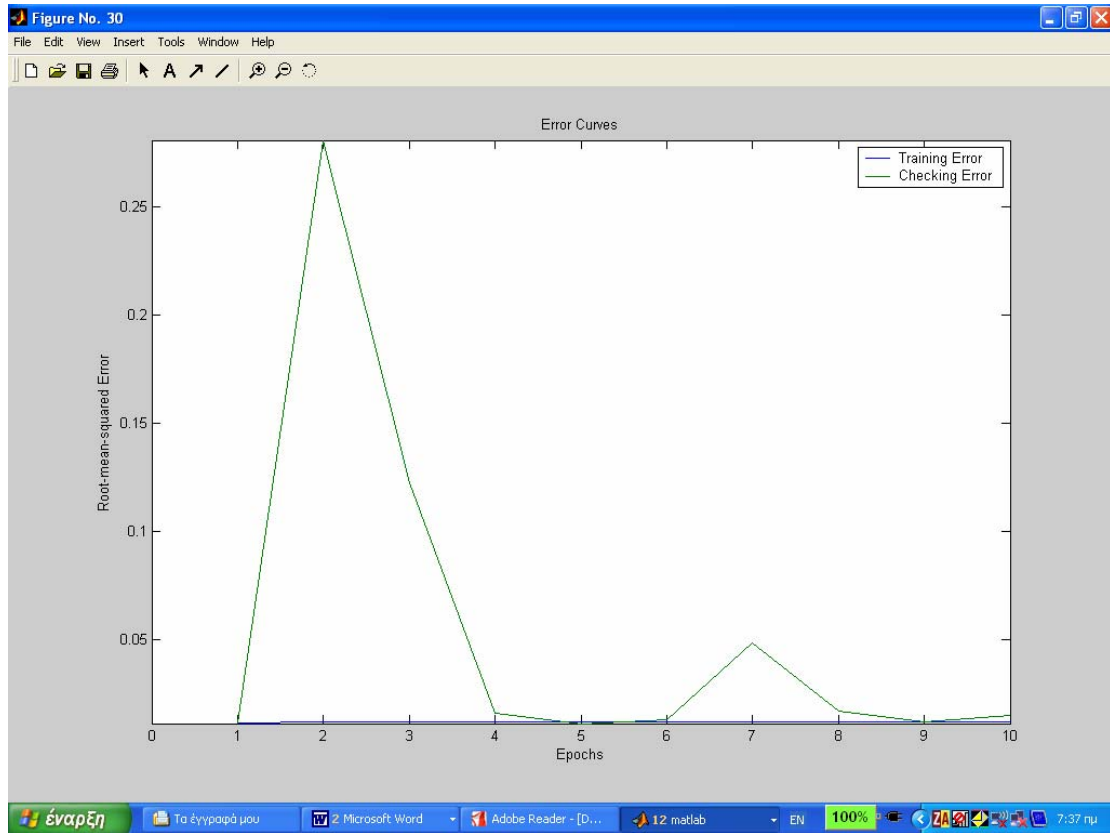 Figure No. 30
File Edit View Insert Tools Window Help
A
Error Curves
Training Error
Checking Error
0.25
0.2
0.15
0.1
0.05
Root-mean-squared Error
0 1 2 3 4 5 6 7 8 9 10
Epochs
έναρξη Τα έγγραφά μου 2 Microsoft Word Adobe Reader - [D... 12 matlab EN 100% ZA 7:37 πμ